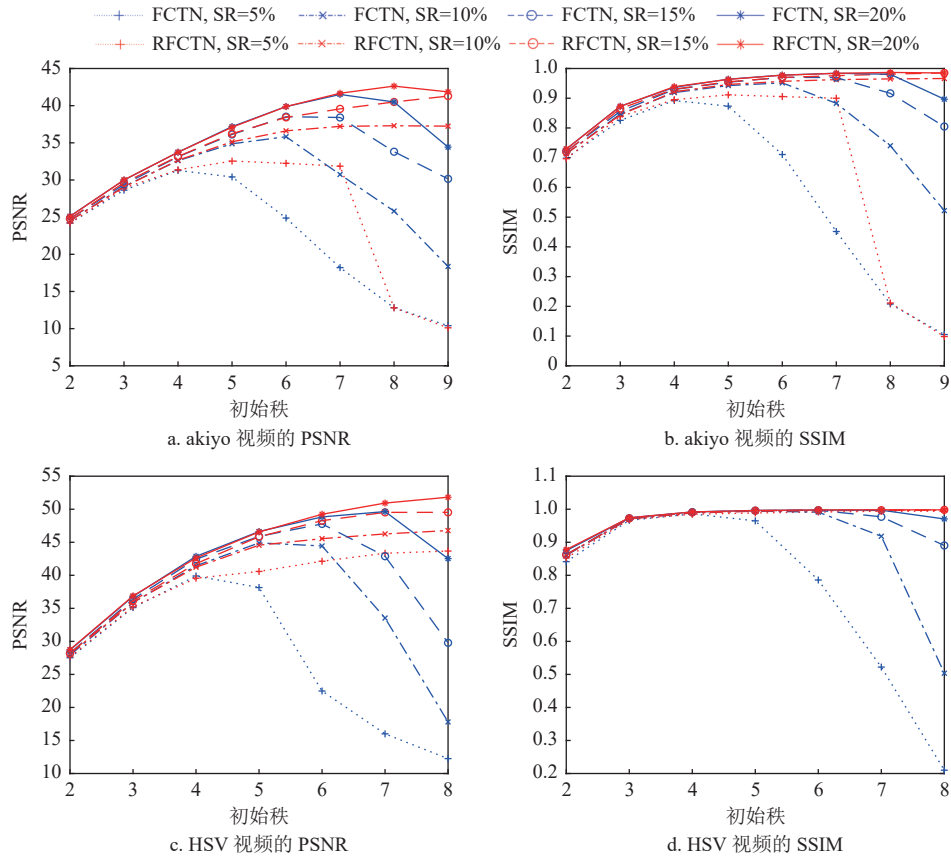 FCTN, SR=5% FCTN, SR=10% FCTN, SR=15% FCTN, SR=20%
RFCTN, SR=5% RFCTN, SR=10% RFCTN, SR=15% RFCTN, SR=20%
45
40
35
30
25
20
15
10
5
PSNR
2 3 4 5 6 7 8 9
初始秩
a. akiyo 视频的 PSNR
1.0
0.9
0.8
0.7
0.6
0.5
0.4
0.3
0.2
0.1
0
SSIM
2 3 4 5 6 7 8 9
初始秩
b. akiyo 视频的 SSIM
55
50
45
40
35
30
25
20
15
10
PSNR
2 3 4 5 6 7 8
初始秩
c. HSV 视频的 PSNR
1.1
1.0
0.9
0.8
0.7
0.6
0.5
0.4
0.3
0.2
SSIM
2 3 4 5 6 7 8
初始秩
d. HSV 视频的 SSIM